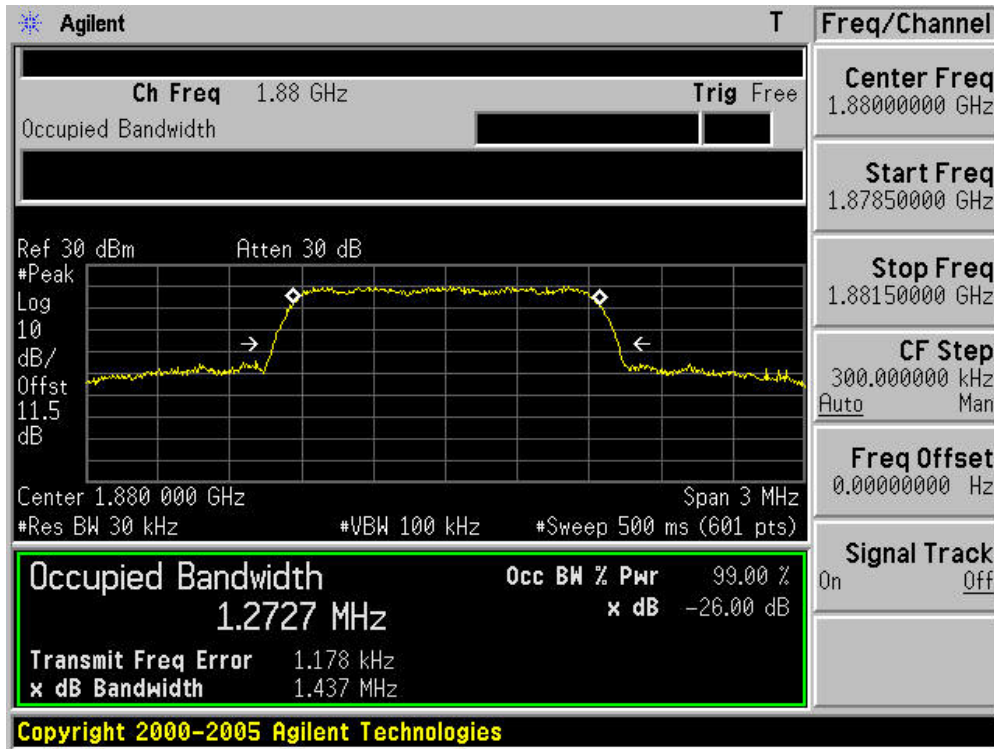 Agilent T
Freq/Channel
Ch Freq 1.88 GHz Trig Free
Occupied Bandwidth
Center Freq
1.88000000 GHz
Start Freq
1.87850000 GHz
Stop Freq
1.88150000 GHz
CF Step
300.000000 kHz
Auto Man
Freq Offset
0.00000000 Hz
Signal Track
On Off
Ref 30 dBm Atten 30 dB
#Peak
Log
10
dB/
Offst
11.5
dB
Center 1.880 000 GHz Span 3 MHz
#Res BW 30 kHz #VBW 100 kHz #Sweep 500 ms (601 pts)
Occupied Bandwidth
1.2727 MHz
Occ BW % Pwr 99.00 %
x dB -26.00 dB
Transmit Freq Error 1.178 kHz
x dB Bandwidth 1.437 MHz
Copyright 2000-2005 Agilent Technologies